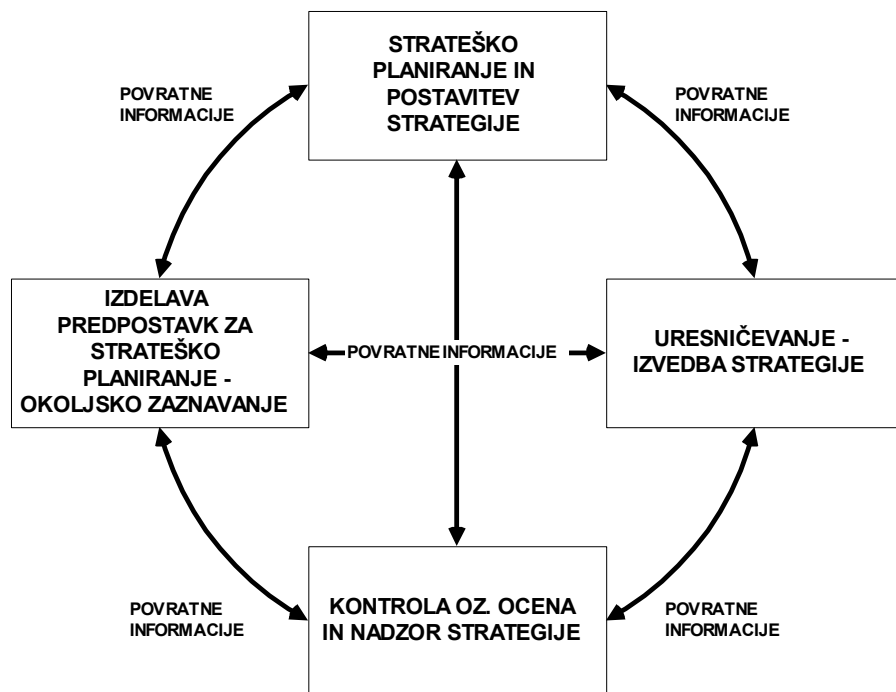 STRATEŠKO
PLANIRANJE IN
POSTAVITEV
STRATEGIJE
POVRATNE
INFORMACIJE
POVRATNE
INFORMACIJE
IZDELAVA
PREDPOSTAVK ZA
STRATEŠKO
PLANIRANJE -
OKOLJSKO ZAZNAVANJE
POVRATNE INFORMACIJE
URESNIČEVANJE -
IZVEDBA STRATEGIJE
POVRATNE
INFORMACIJE
KONTROLA OZ. OCENA
IN NADZOR STRATEGIJE
POVRATNE
INFORMACIJE